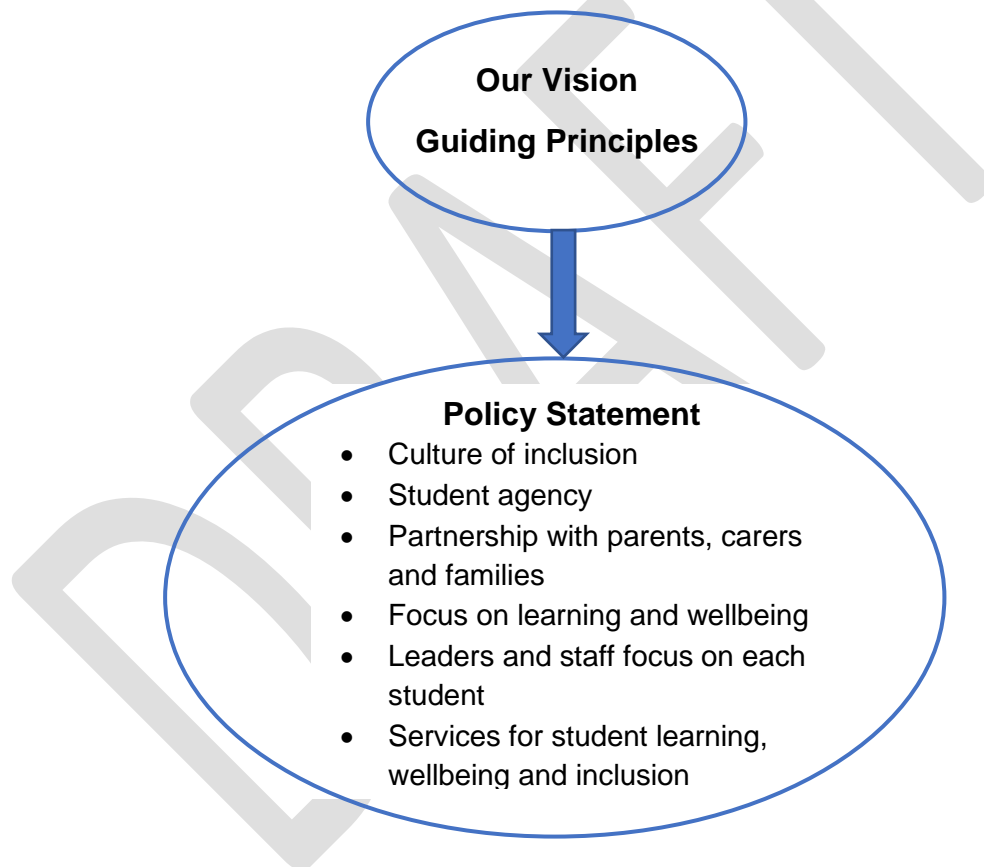 Our Vision
Guiding Principles
Policy Statement
• Culture of inclusion
• Student agency
• Partnership with parents, carers
and families
• Focus on learning and wellbeing
• Leaders and staff focus on each
student
• Services for student learning,
wellbeing and inclusion
DRAFT